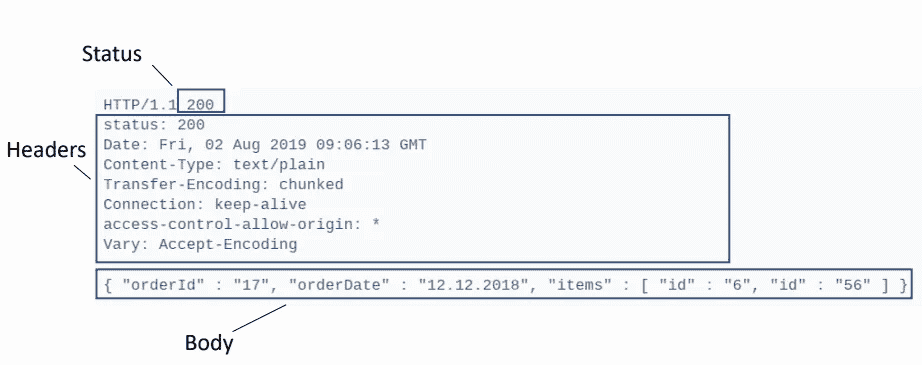 Status
HTTP/1.1 200
Headers
status: 200
Date: Fri, 02 Aug 2019 09:06:13 GMT
Content-Type: text/plain
Transfer-Encoding: chunked
Connection: keep-alive
access-control-allow-origin: *
Vary: Accept-Encoding
{ "orderId" : "17", "orderDate" : "12.12.2018", "items" : [ "id" : "6", "id" : "56" ] }
Body